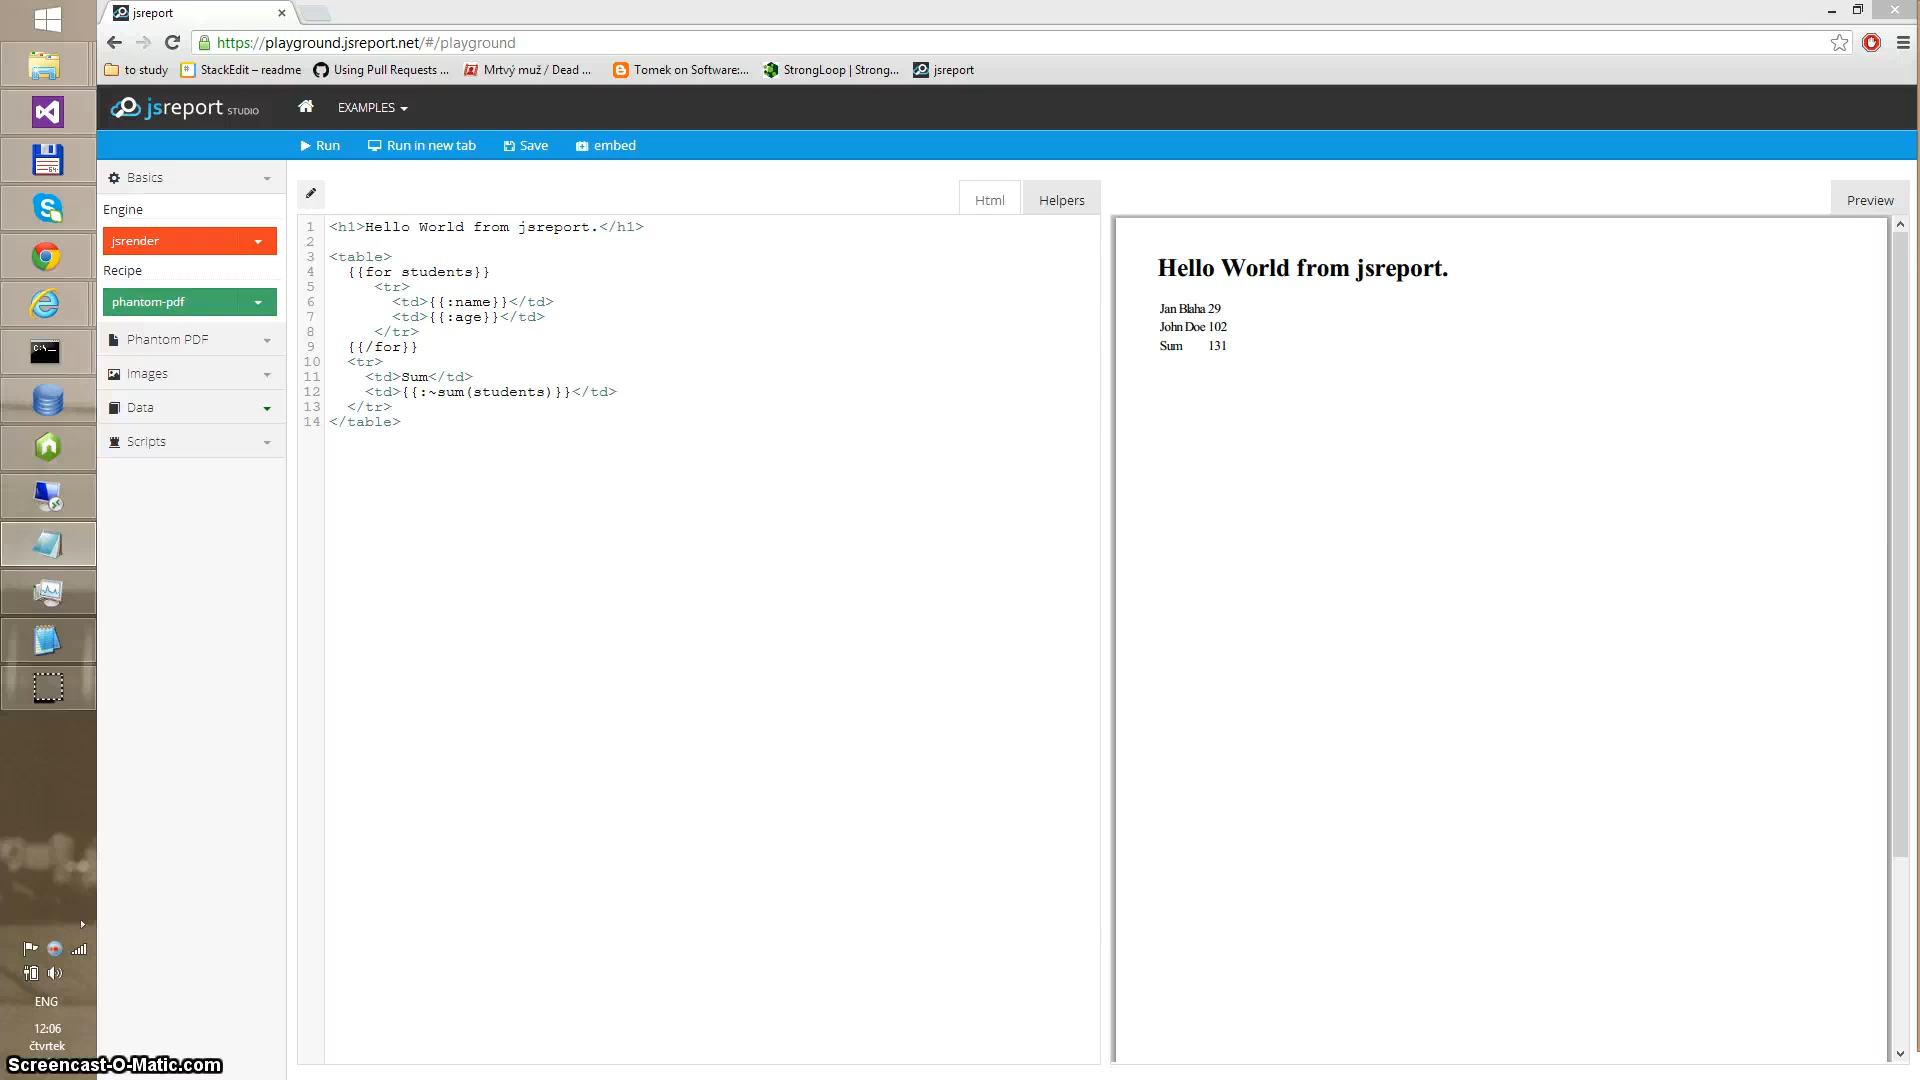 jsreport
https://playground.jsreport.net/#/playground
to study
StackEdit – readme
Using Pull Requests ...
Mrtvý muž / Dead ...
Tomek on Software:...
StrongLoop | Strong...
jsreport
jsreport STUDIO
EXAMPLES
Run
Run in new tab
Save
embed
Basics
Engine
jsrender
Recipe
phantom-pdf
Phantom PDF
Images
Data
Scripts
Html
Helpers
1 <h1>Hello World from jsreport.</h1>
2
3 <table>
4 {{for students}}
5 <tr>
6 <td>{{:name}}</td>
7 <td>{{:age}}</td>
8 </tr>
9 {{/for}}
10 <tr>
11 <td>Sum</td>
12 <td>{{:~sum(students)}}</td>
13 </tr>
14 </table>
Preview
Hello World from jsreport.
Jan Blaha 29
John Doe 102
Sum 131
ENG
12:06
čtvrtek
Screencast-O-Matic.com